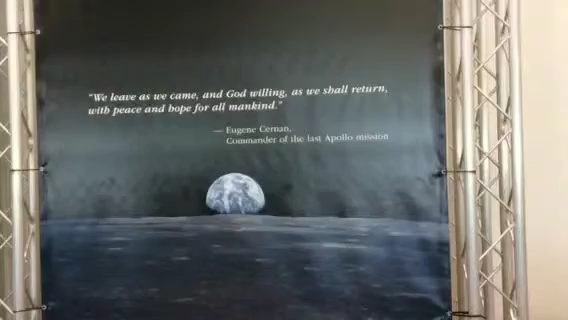 "We leave as we came, and God willing, as we shall return,
with peace and hope for all mankind."
— Eugene Cernan,
Commander of the last Apollo mission